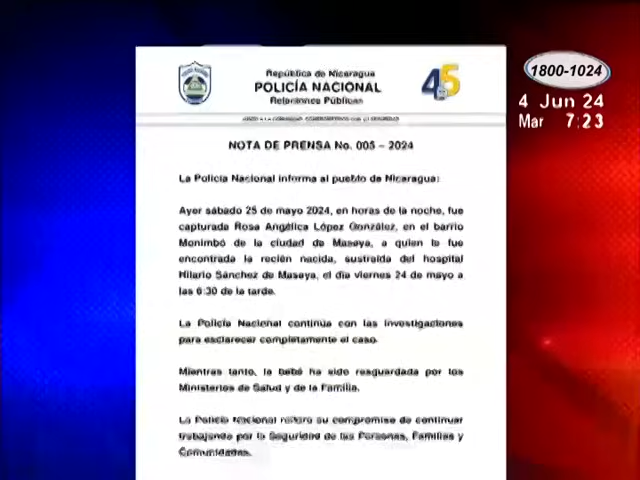 República de Nicaragua
POLICÍA NACIONAL
Relaciones Públicas
45
1800-1024
4 Jun 24
Mar 7:23
NOTA DE PRENSA No. 005 – 2024
La Policía Nacional informa al pueblo de Nicaragua:
Ayer sábado 25 de mayo 2024, en horas de la noche, fue
capturada Rosa Angélica López González, en el barrio
Monimbó de la ciudad de Masaya, a quien le fue
encontrada la recién nacida, sustraída del hospital
Hilario Sánchez de Masaya, el día viernes 24 de mayo a
las 6:30 de la tarde.
La Policía Nacional continúa con las investigaciones
para esclarecer completamente el caso.
Mientras tanto, la bebé ha sido resguardada por los
Ministerios de Salud y de la Familia.
La Policía Nacional reitera su compromiso de continuar
trabajando por la Seguridad de las Personas, Familias y
Comunidades.